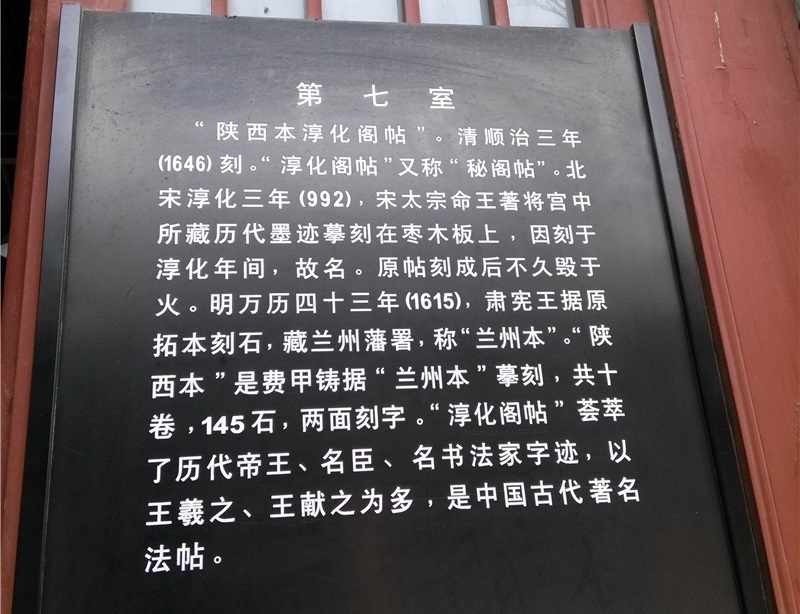 第七室
“陕西本淳化阁帖”。清顺治三年
(1646)刻。“淳化阁帖”又称“秘阁帖”。北
宋淳化三年(992)，宋太宗命王著将宫中
所藏历代墨迹摹刻在枣木板上，因刻于
淳化年间，故名。原帖刻成后不久毁于
火。明万历四十三年(1615)，肃宪王据原
拓本刻石，藏兰州藩署，称“兰州本”。“陕
西本”是费甲铸据“兰州本”摹刻，共十
卷，145石，两面刻字。“淳化阁帖”荟萃
了历代帝王、名臣、名书法家字迹，以
王羲之、王献之为多，是中国古代著名
法帖。